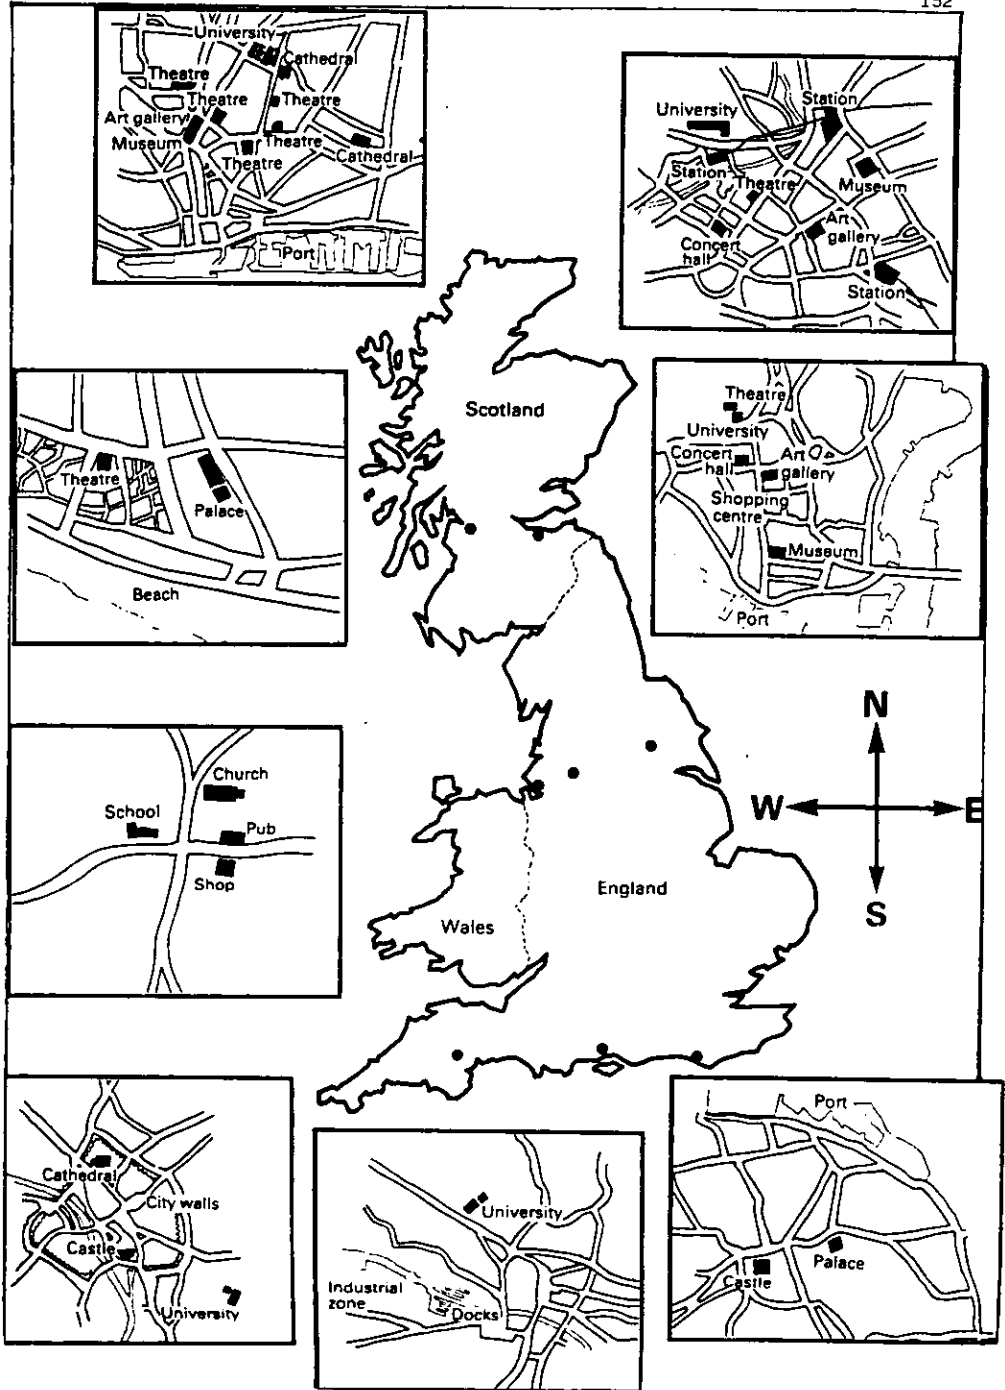 152
University
Cathedral
Theatre
Theatre
Theatre
Art gallery
Museum
Theatre
Theatre
Cathedral
Port
University
Station
Station
Theatre
Museum
Art
gallery
Concert
hall
Station
Theatre
Palace
Beach
Scotland
Theatre
University
Concert
hall
Art
gallery
Shopping
centre
Museum
Port
Church
School
Pub
Shop
N
W
E
S
England
Wales
Cathedral
City walls
Castle
University
University
Industrial
zone
Docks
Port
Palace
Castle